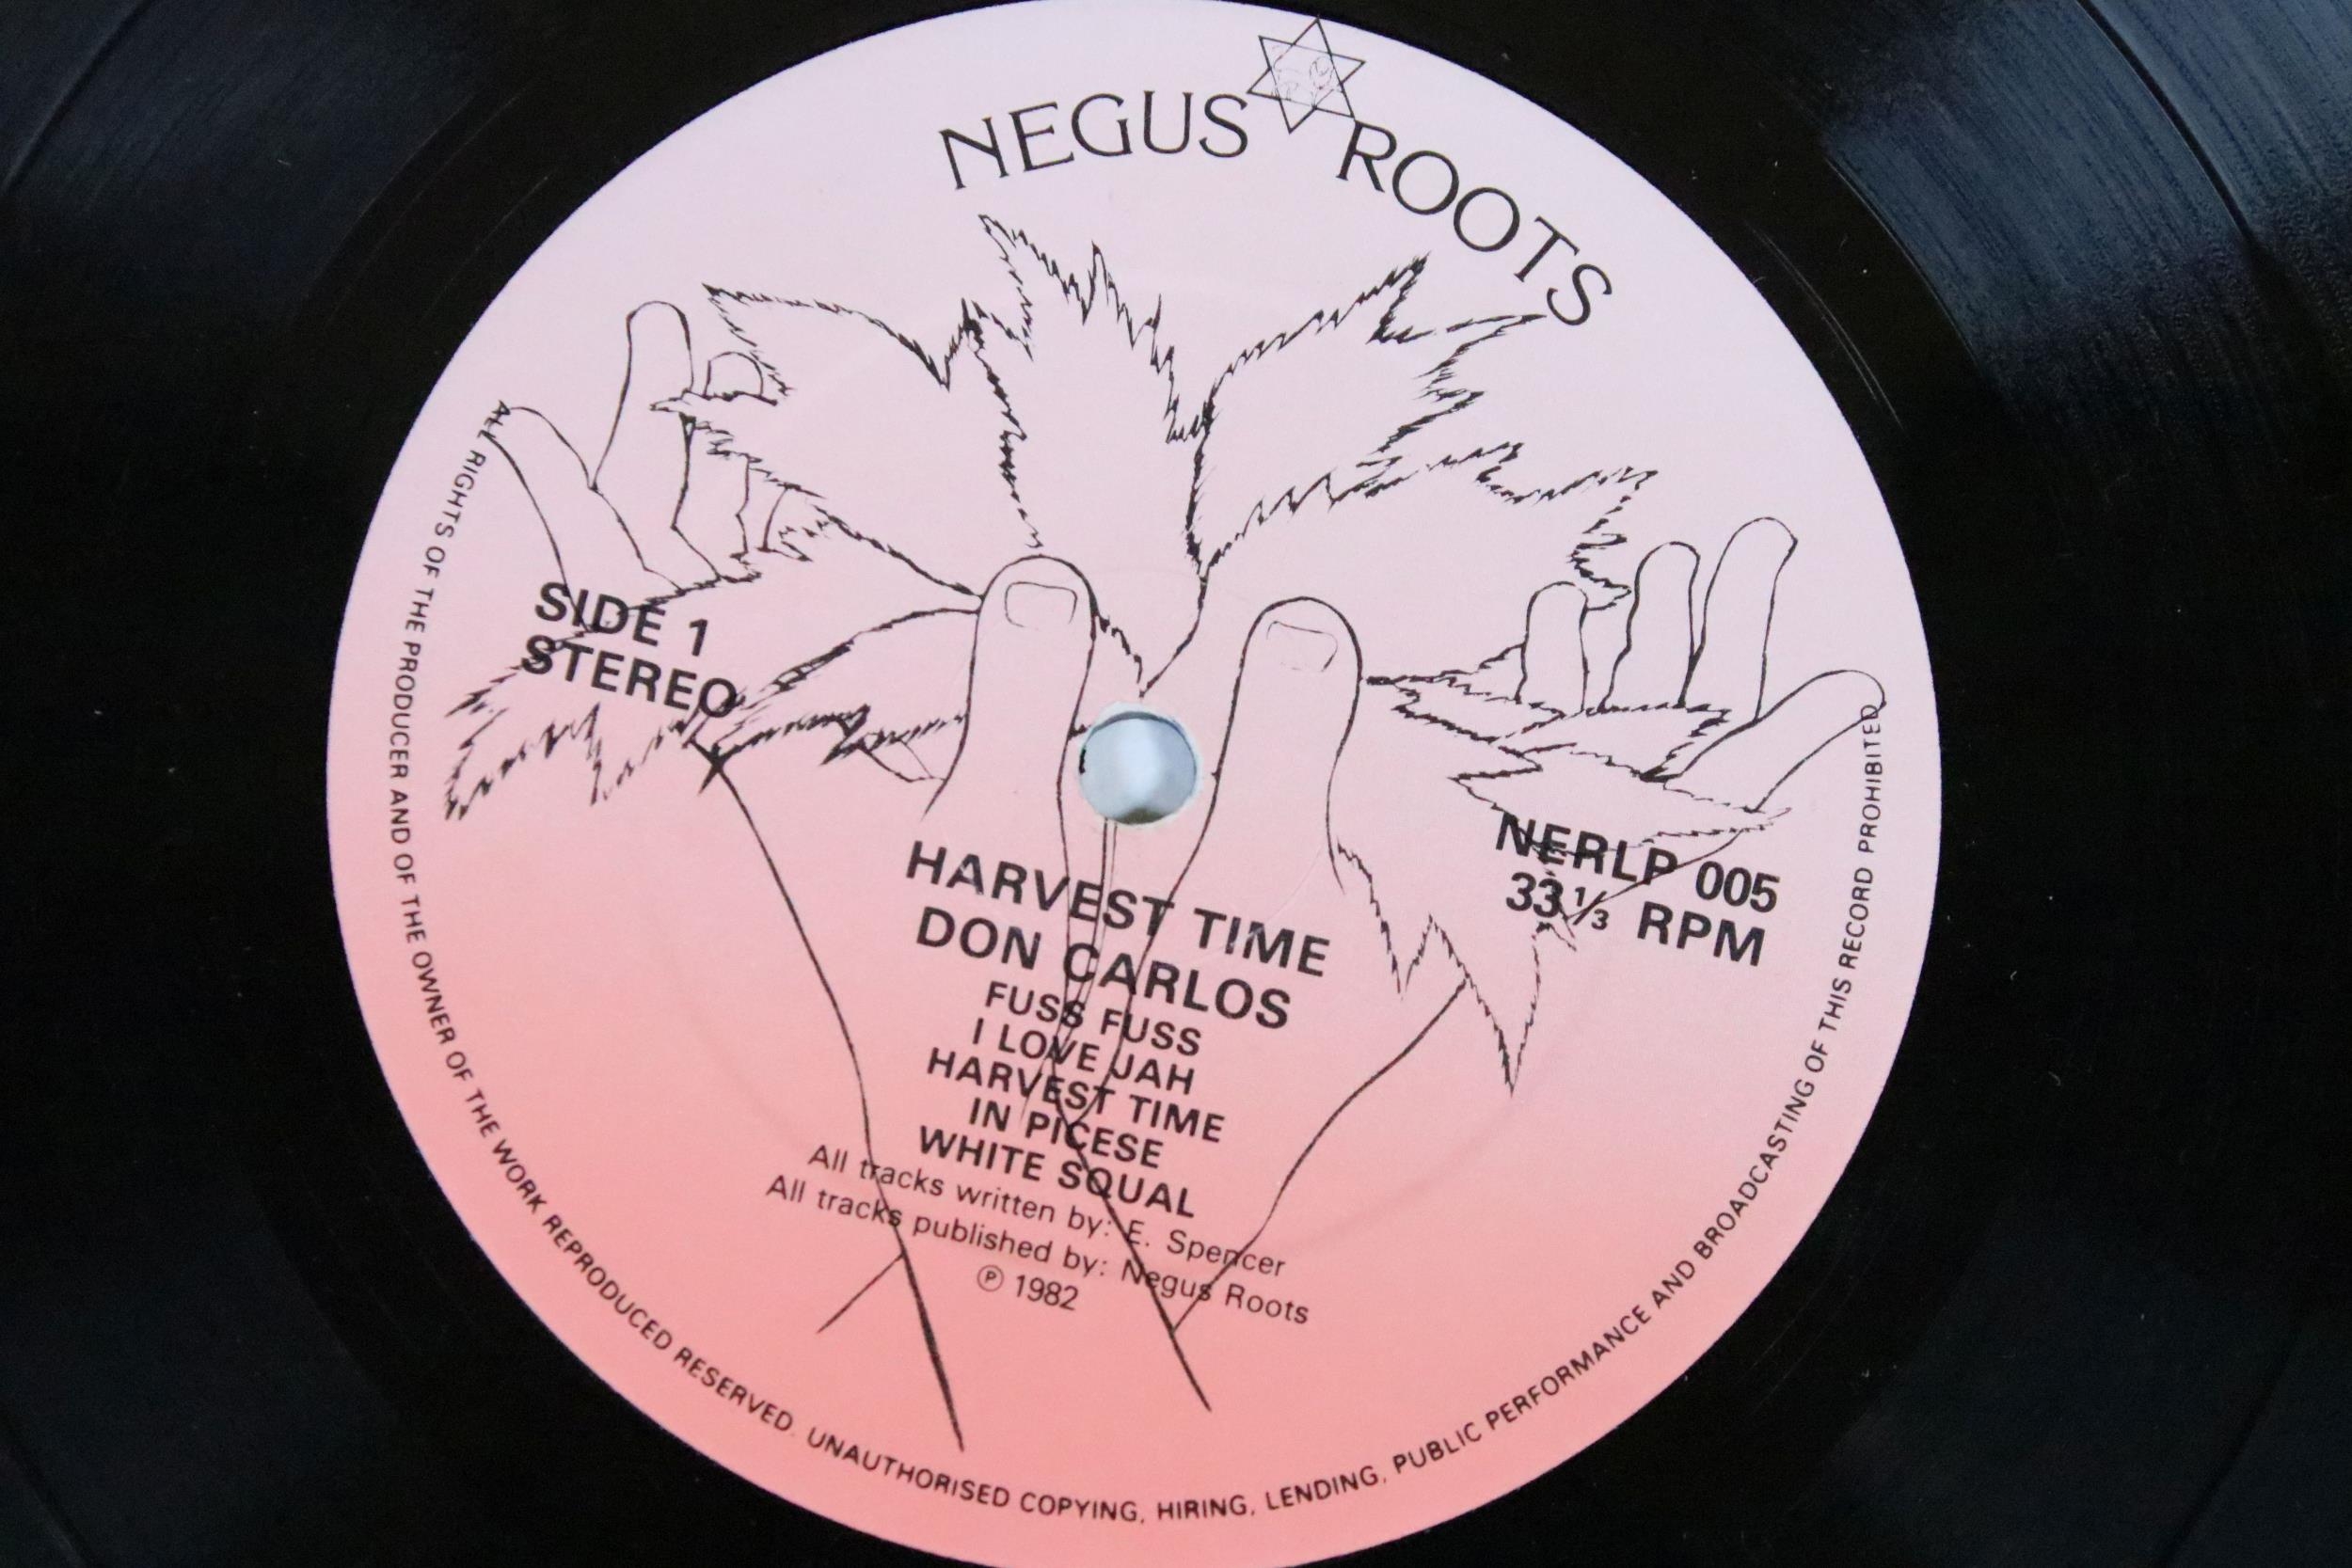 NEGUS ROOTS
SIDE 1
STEREO
NERLP 005
33⅓ RPM
HARVEST TIME
DON CARLOS
FUSS FUSS
I LOVE JAH
HARVEST TIME
IN PICESE
WHITE SQUAL
All tracks written by: E. Spencer
All tracks published by: Negus Roots
℗ 1982
ALL RIGHTS OF THE PRODUCER AND OF THE OWNER OF THE WORK REPRODUCED RESERVED. UNAUTHORISED COPYING, HIRING, LENDING, PUBLIC PERFORMANCE AND BROADCASTING OF THIS RECORD PROHIBITED